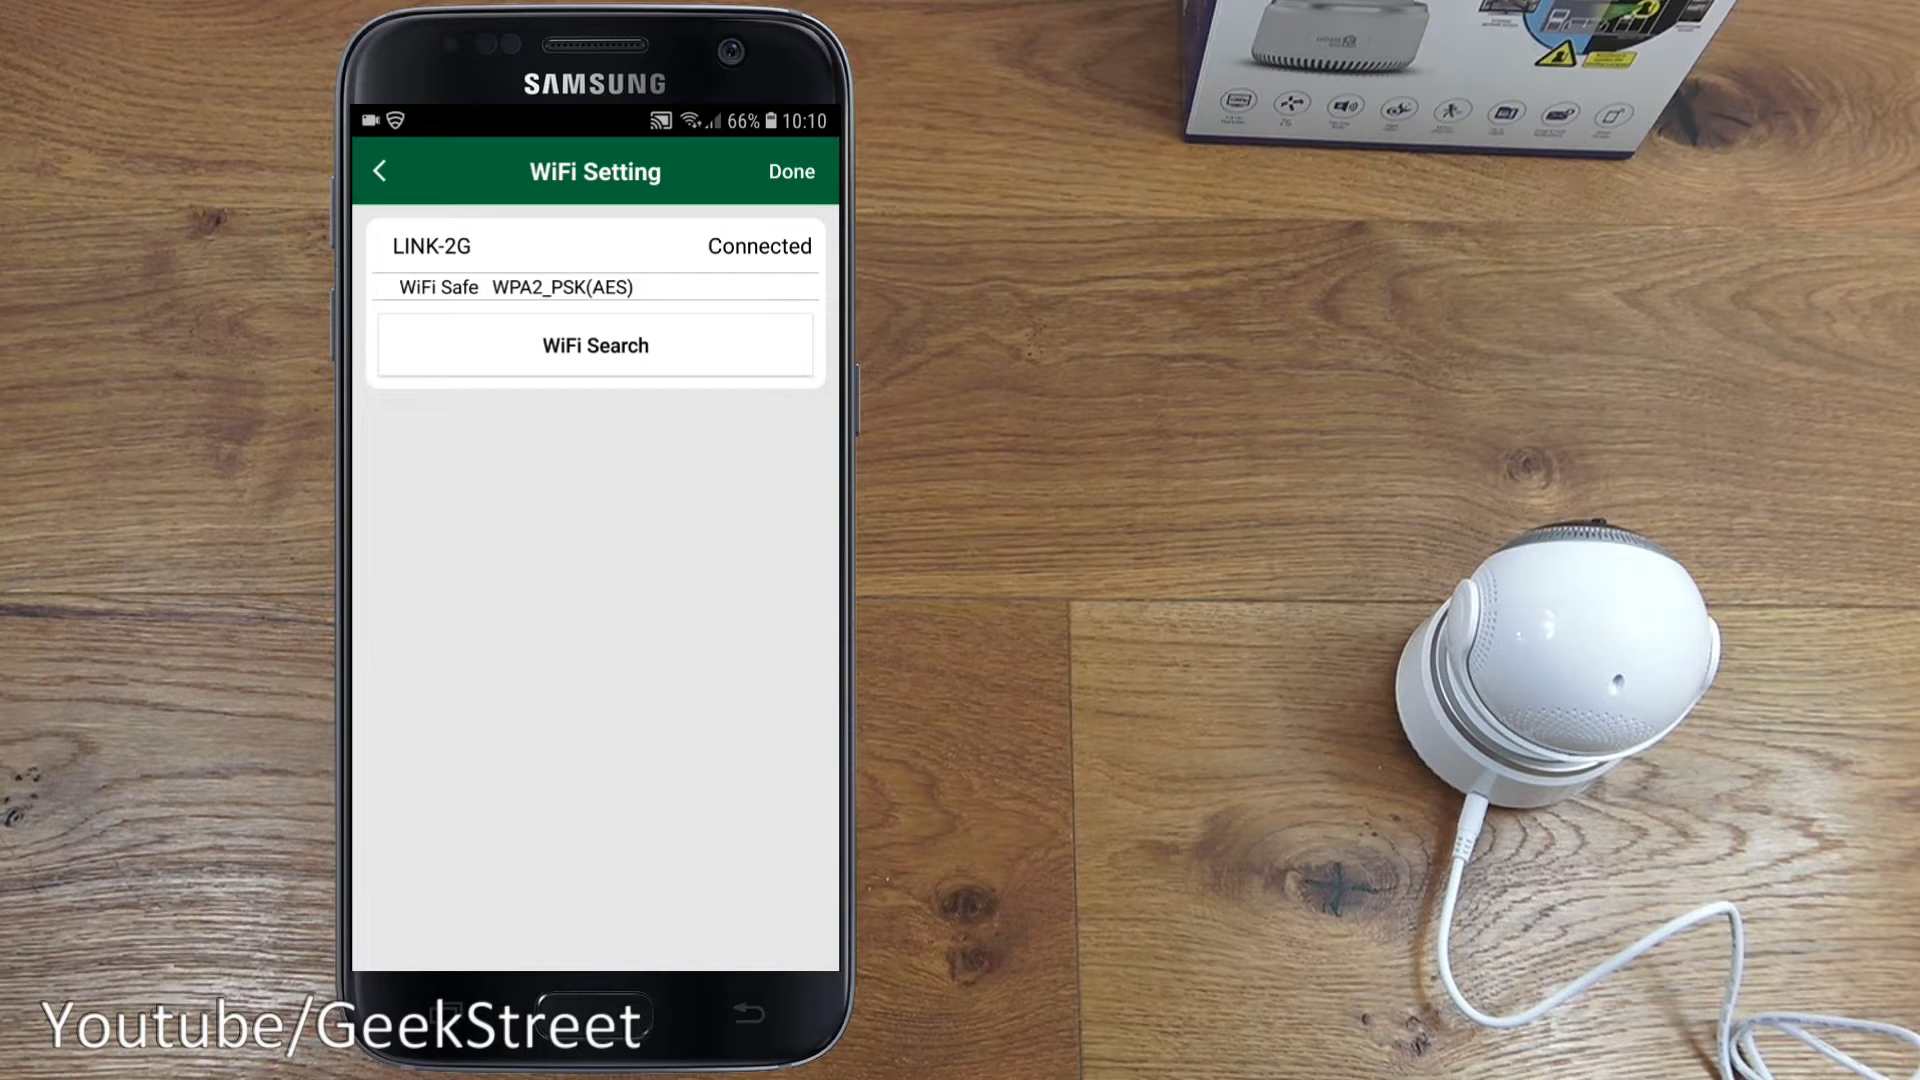 SAMSUNG
66% 10:10
WiFi Setting
Done
LINK-2G
Connected
WiFi Safe WPA2_PSK(AES)
WiFi Search
Youtube/GeekStreet